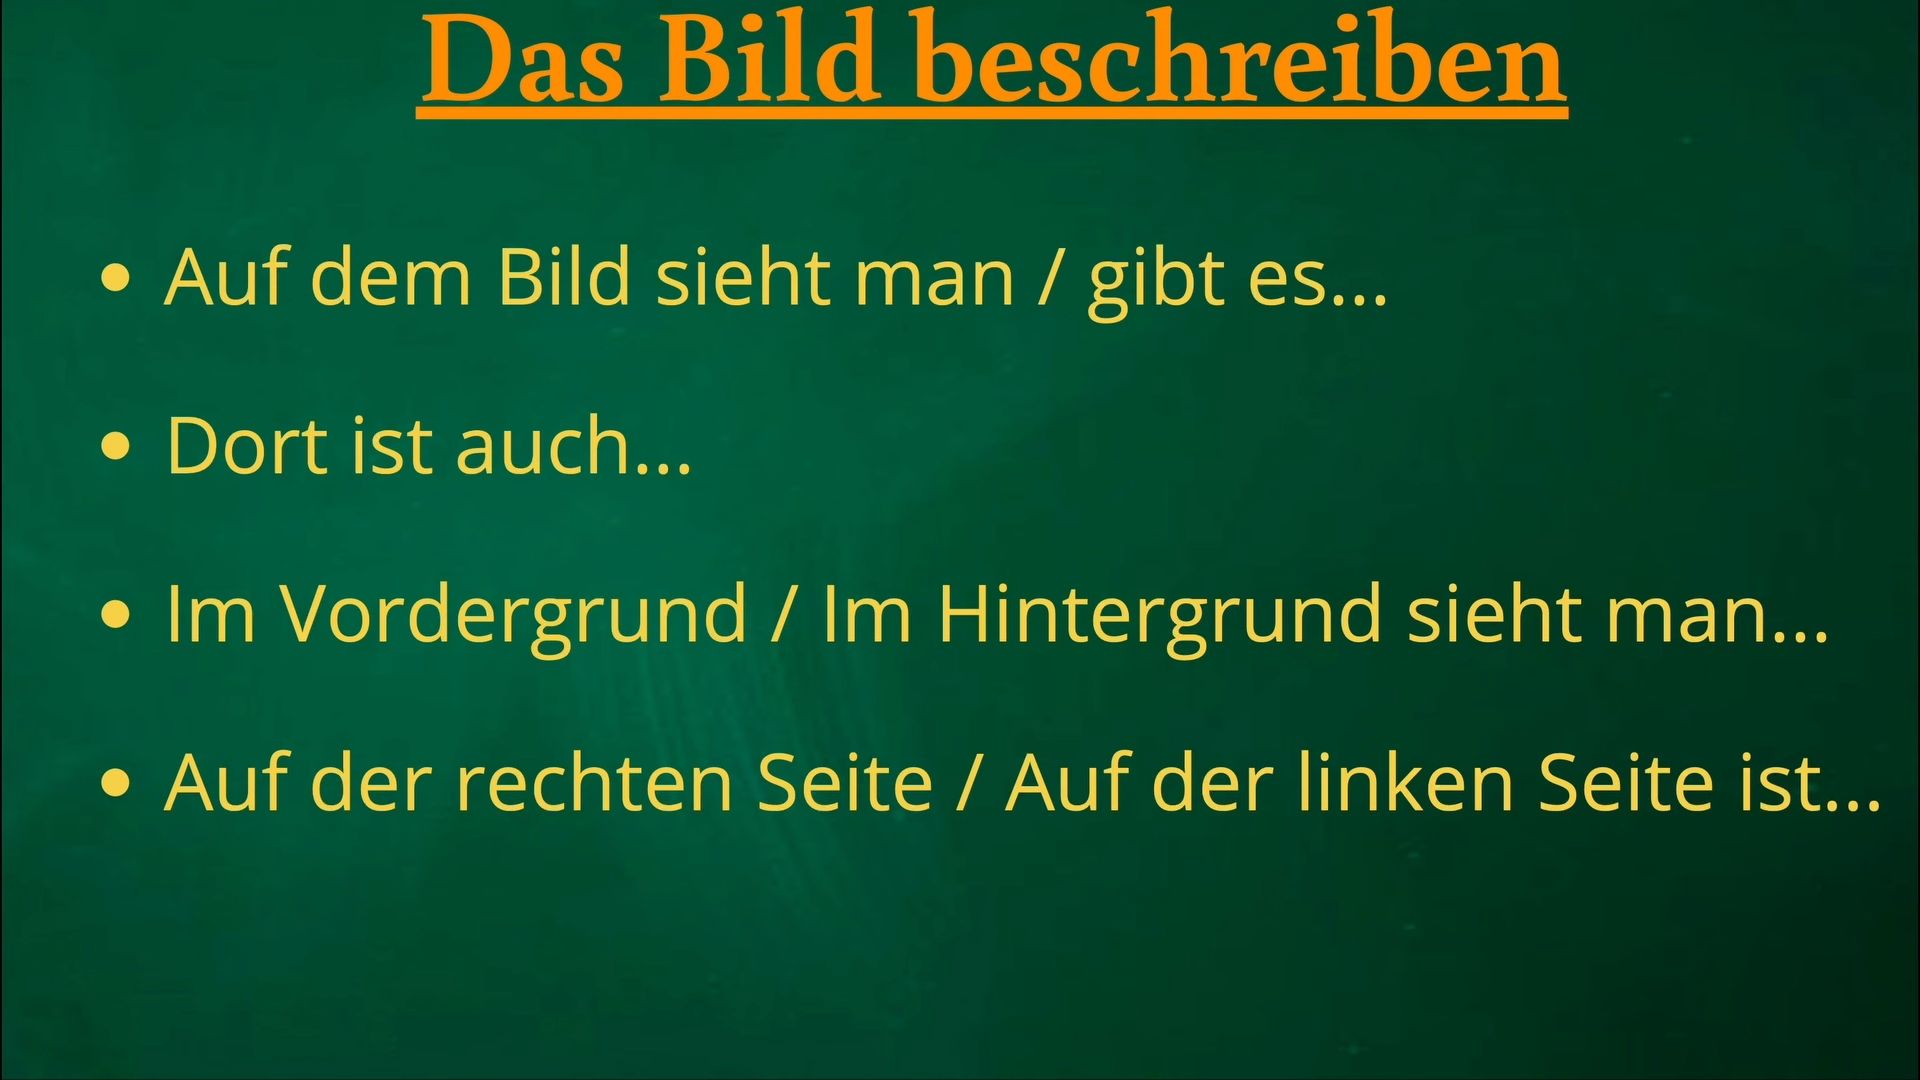 Das Bild beschreiben
• Auf dem Bild sieht man / gibt es...
• Dort ist auch...
• Im Vordergrund / Im Hintergrund sieht man...
• Auf der rechten Seite / Auf der linken Seite ist...